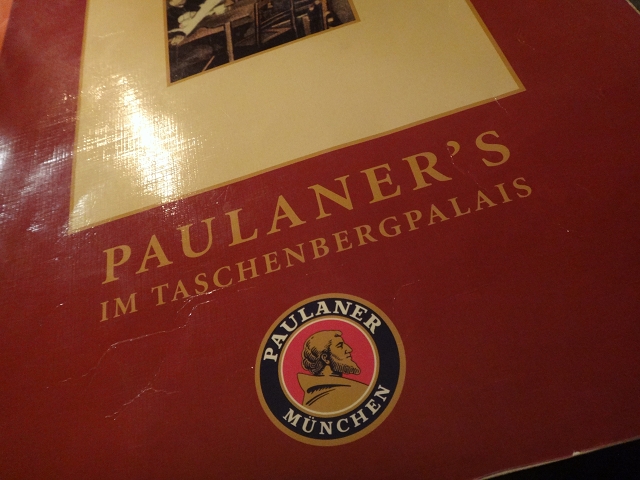 PAULANER'S
IM TASCHENBERGPALAIS
PAULANER
MÜNCHEN